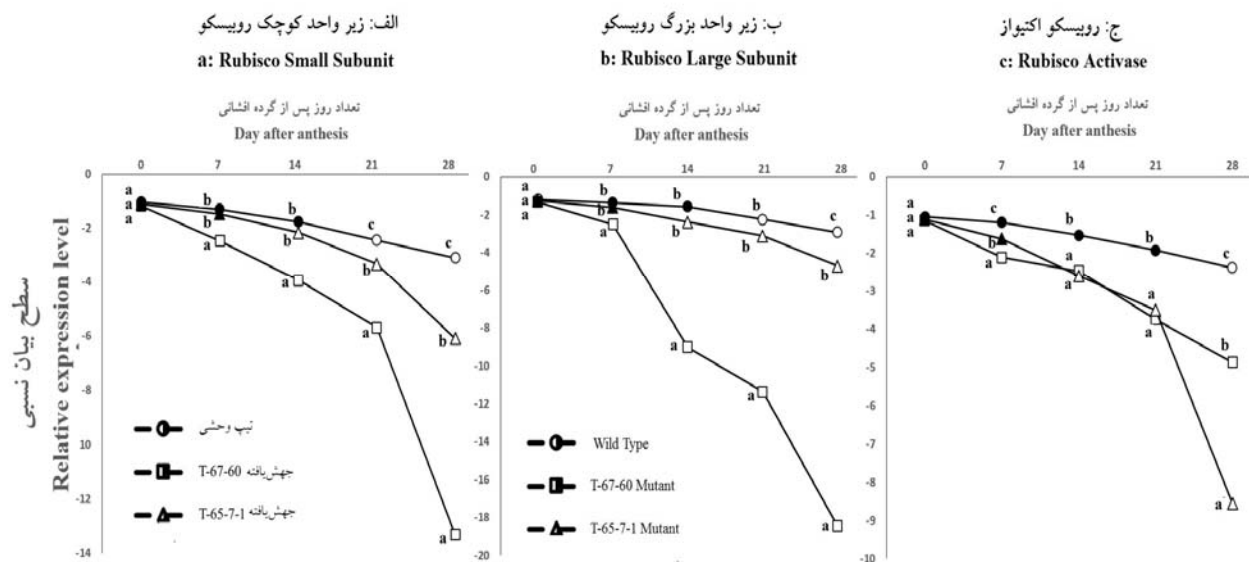 الف: زیر واحد کوچک روبیسکو
a: Rubisco Small Subunit
تعداد روز پس از گرده افشانی
Day after anthesis
0 7 14 21 28
0
-2
-4
-6
-8
10
-12
-14
a a a
b b a
b b a
c b a
c b a
سطح بیان نسبی
Relative expression level
تیپ وحشی
T-67-60 جهش‌یافته
T-65-7-1 جهش‌یافته
ب: زیر واحد بزرگ روبیسکو
b: Rubisco Large Subunit
تعداد روز پس از گرده افشانی
Day after anthesis
0 7 14 21 28
0
-2
-4
-6
-8
-10
-12
-14
-16
-18
-20
a a a
b b a
b b a
b b a
c b a
Wild Type
T-67-60 Mutant
T-65-7-1 Mutant
ج: روبیسکو اکتیواز
c: Rubisco Activase
تعداد روز پس از گرده افشانی
Day after anthesis
0 7 14 21 28
0
-1
-2
-3
-4
-5
-6
-7
-8
-9
-10
a a a
c b a
b a a
b a a
c b a